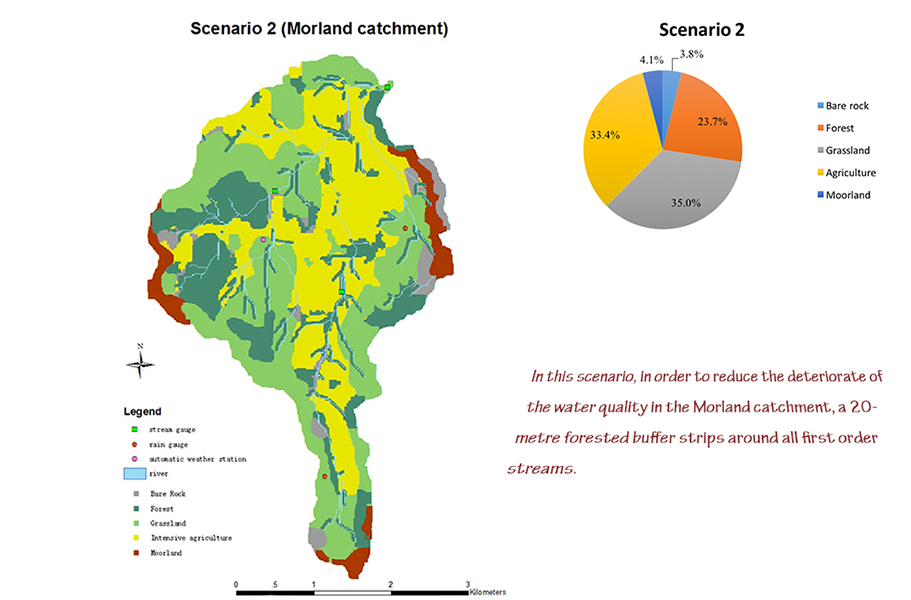 Scenario 2 (Morland catchment)
N
Legend
stream gauge
rain gauge
automatic weather station
river
Bare Rock
Forest
Grassland
Intensive agriculture
Moorland
0 .5 1 2 3
Kilometers
Scenario 2
4.1%
3.8%
33.4%
23.7%
35.0%
Bare rock
Forest
Grassland
Agriculture
Moorland
In this scenario, in order to reduce the deteriorate of
the water quality in the Morland catchment, a 20-
metre forested buffer strips around all first order
streams.